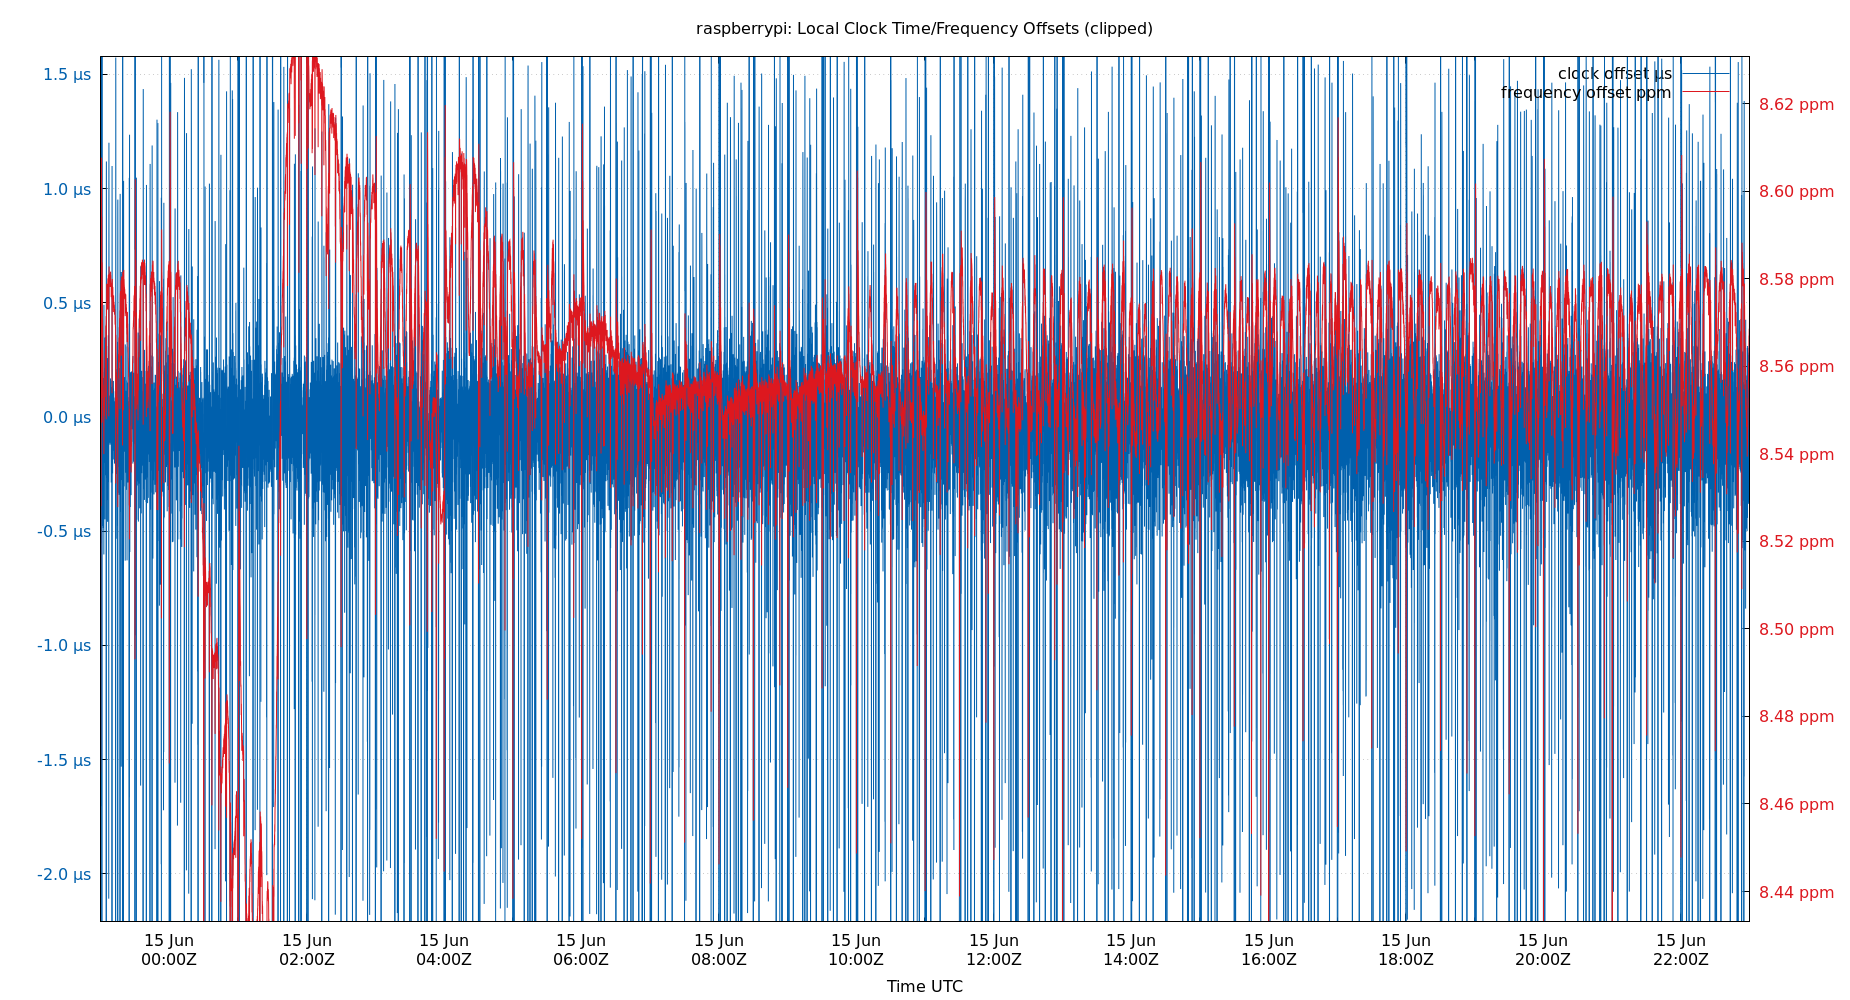 raspberrypi: Local Clock Time/Frequency Offsets (clipped)
clock offset µs
frequency offset ppm
1.5 µs
1.0 µs
0.5 µs
0.0 µs
-0.5 µs
-1.0 µs
-1.5 µs
-2.0 µs
8.62 ppm
8.60 ppm
8.58 ppm
8.56 ppm
8.54 ppm
8.52 ppm
8.50 ppm
8.48 ppm
8.46 ppm
8.44 ppm
15 Jun 15 Jun 15 Jun 15 Jun 15 Jun 15 Jun 15 Jun 15 Jun 15 Jun 15 Jun 15 Jun 15 Jun
00:00Z 02:00Z 04:00Z 06:00Z 08:00Z 10:00Z 12:00Z 14:00Z 16:00Z 18:00Z 20:00Z 22:00Z
Time UTC